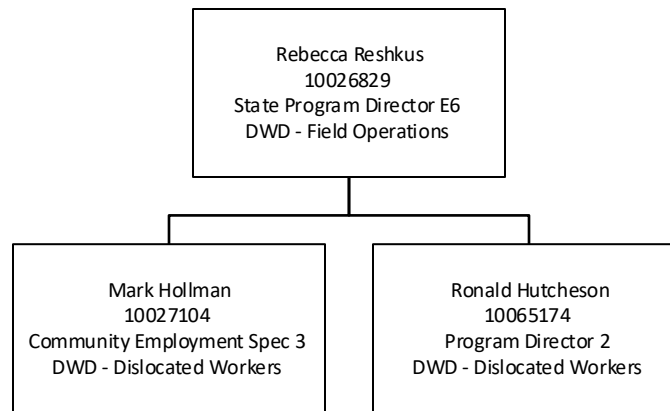 Rebecca Reshkus
10026829
State Program Director E6
DWD - Field Operations
Mark Hollman
10027104
Community Employment Spec 3
DWD - Dislocated Workers
Ronald Hutcheson
10065174
Program Director 2
DWD - Dislocated Workers